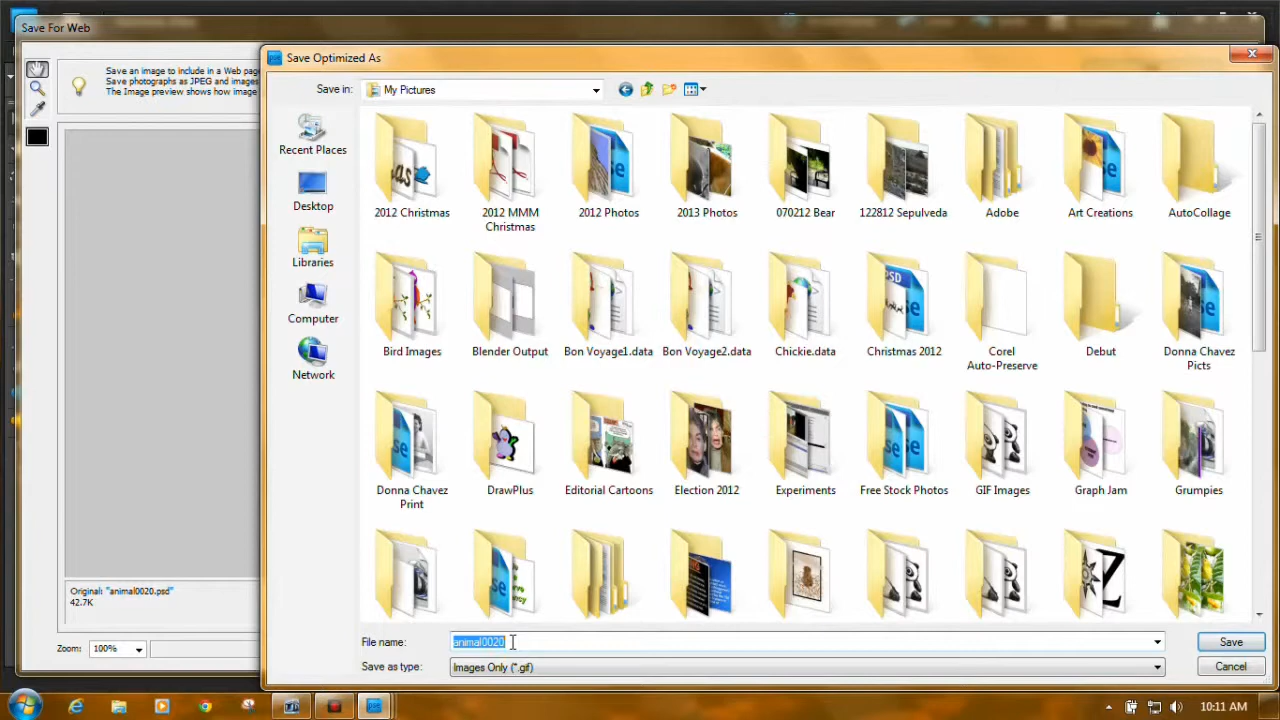 Save For Web
Save Optimized As
Save an image to include in a Web pag
Save photographs as JPEG and images
The Image preview shows how image
Save in:
My Pictures
Recent Places
Desktop
Libraries
Computer
Network
2012 Christmas
2012 MMM
Christmas
2012 Photos
2013 Photos
070212 Bear
122812 Sepulveda
Adobe
Art Creations
AutoCollage
Bird Images
Blender Output
Bon Voyage1.data
Bon Voyage2.data
Chickie.data
Christmas 2012
Corel
Auto-Preserve
Debut
Donna Chavez
Picts
Donna Chavez
Print
DrawPlus
Editorial Cartoons
Election 2012
Experiments
Free Stock Photos
GIF Images
Graph Jam
Grumpies
Original: "animal0020.psd"
42.7K
Zoom:
100%
File name:
animal0020
Save
Save as type:
Images Only (*.gif)
Cancel
10:11 AM